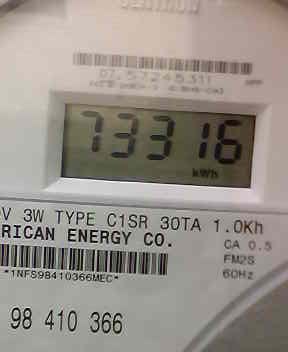 CENTRON
73316
kWh
V 3W TYPE C1SR 30TA 1.0Kh
RICAN ENERGY CO.
CA 0.5
FM2S
60Hz
*1NFS98410366MEC*
98 410 366